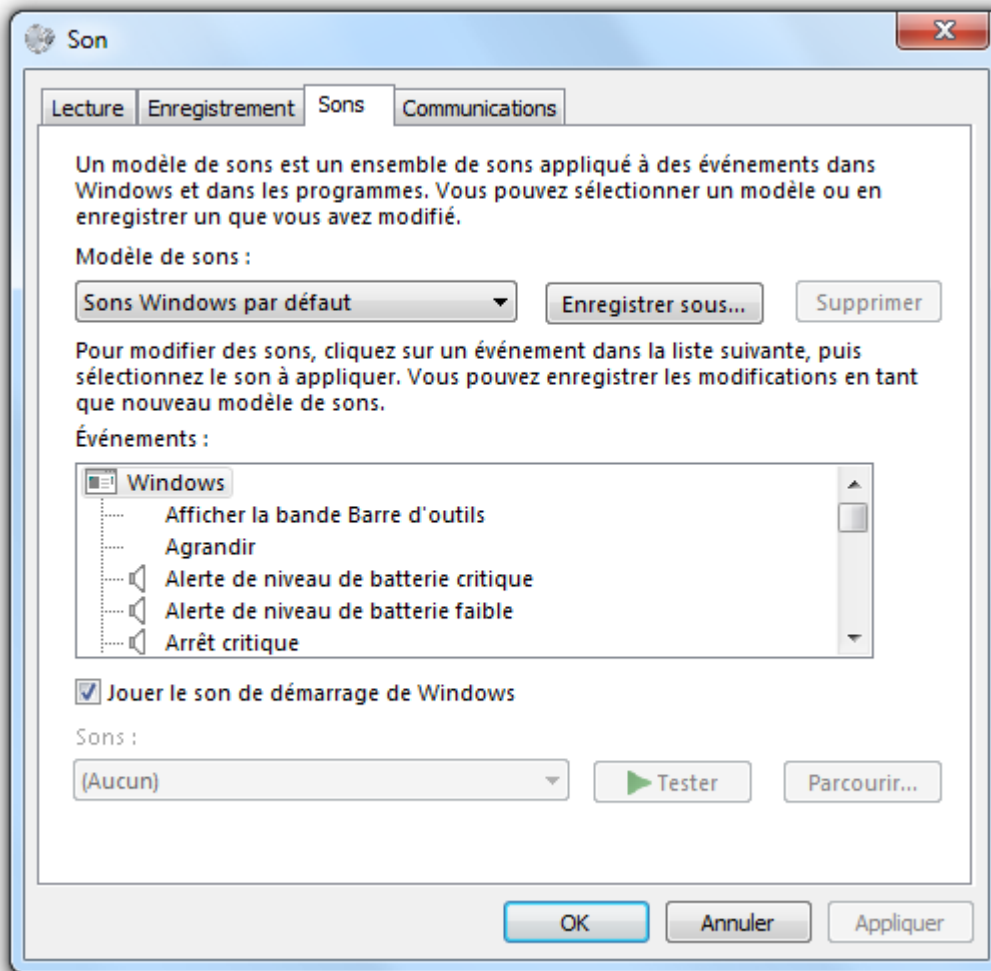 Son
Lecture Enregistrement Sons Communications
Un modèle de sons est un ensemble de sons appliqué à des événements dans
Windows et dans les programmes. Vous pouvez sélectionner un modèle ou en
enregistrer un que vous avez modifié.
Modèle de sons :
Sons Windows par défaut Enregistrer sous... Supprimer
Pour modifier des sons, cliquez sur un événement dans la liste suivante, puis
sélectionnez le son à appliquer. Vous pouvez enregistrer les modifications en tant
que nouveau modèle de sons.
Événements :
Windows
Afficher la bande Barre d'outils
Agrandir
Alerte de niveau de batterie critique
Alerte de niveau de batterie faible
Arrêt critique
Jouer le son de démarrage de Windows
Sons :
(Aucun) Tester Parcourir...
OK Annuler Appliquer